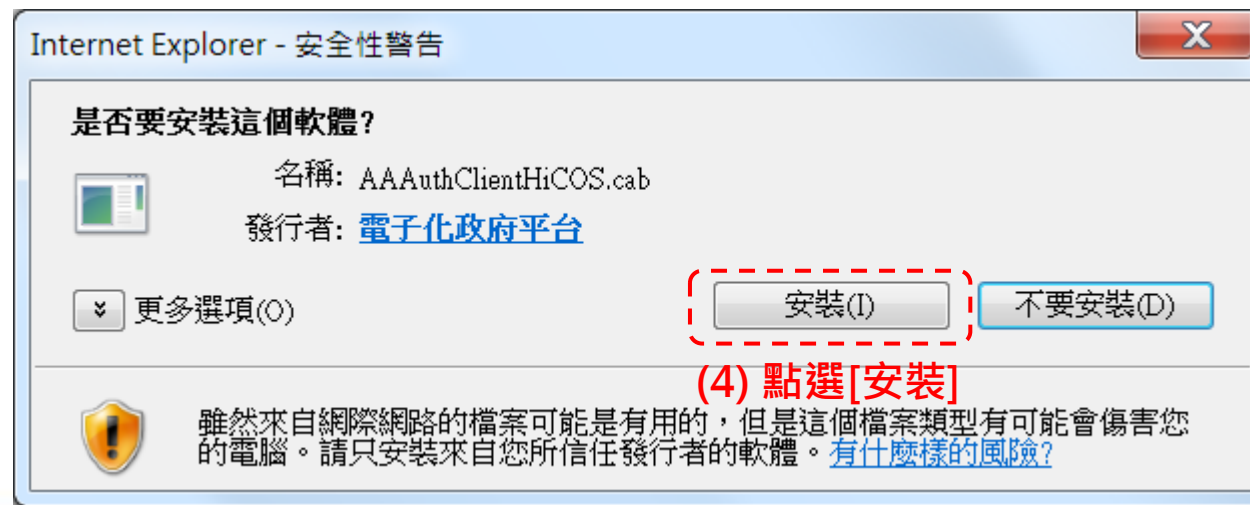 Internet Explorer - 安全性警告
是否要安裝這個軟體?
名稱: AAAuthClientHiCOS.cab
發行者: 電子化政府平台
更多選項(O)
安裝(I)
不要安裝(D)
(4) 點選[安裝]
雖然來自網際網路的檔案可能是有用的，但是這個檔案類型有可能會傷害您
的電腦。請只安裝來自您所信任發行者的軟體。有什麼樣的風險?